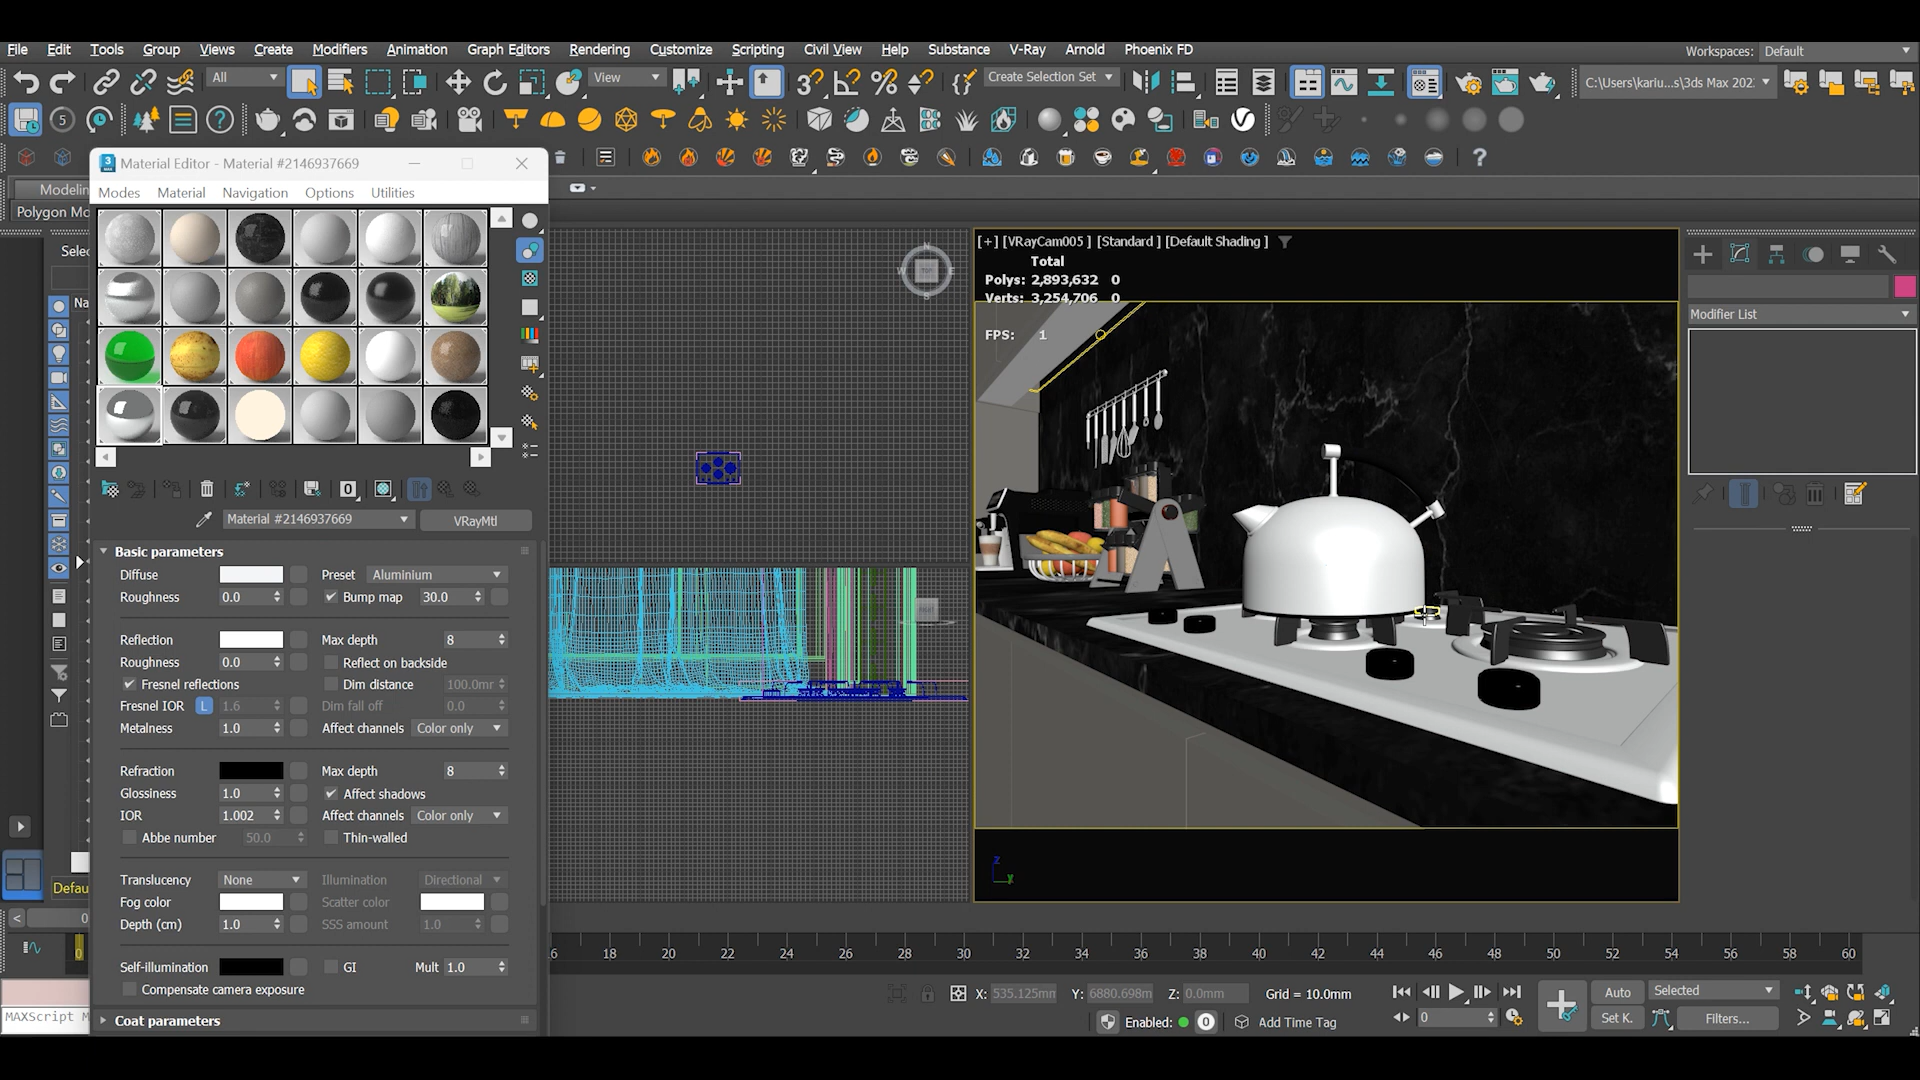 File Edit Tools Group Views Create Modifiers Animation Graph Editors Rendering Customize Scripting Civil View Help Substance V-Ray Arnold Phoenix FD Workspaces: Default
All View Create Selection Set C:\Users\kariu...s\3ds Max 202
Material Editor - Material #2146937669
Modes Material Navigation Options Utilities
Material #2146937669 VRayMtl
Basic parameters
Diffuse Preset Aluminium
Roughness 0.0 Bump map 30.0
Reflection Max depth 8
Roughness 0.0 Reflect on backside
Fresnel reflections Dim distance 100.0mr
Fresnel IOR L 1.6 Dim fall off 0.0
Metalness 1.0 Affect channels Color only
Refraction Max depth 8
Glossiness 1.0 Affect shadows
IOR 1.002 Affect channels Color only
Abbe number 50.0 Thin-walled
Translucency None Illumination Directional
Fog color Scatter color
Depth (cm) 1.0 SSS amount 1.0
Self-illumination GI Mult 1.0
Compensate camera exposure
Coat parameters
Modelin
Polygon Mo
Selec
Na
Defau
[+] [VRayCam005 ] [Standard ] [Default Shading ]
Total
Polys: 2,893,632 0
Verts: 3,254,706 0
FPS: 1
Modifier List
0
0
6 18 20 22 24 26 28 30 32 34 36 38 40 42 44 46 48 50 52 54 56 58 60
MAXScript M
X: 535.125mm Y: 6880.698m Z: 0.0mm Grid = 10.0mm
Enabled: 0 Add Time Tag
0
Auto Selected
Set K. Filters...